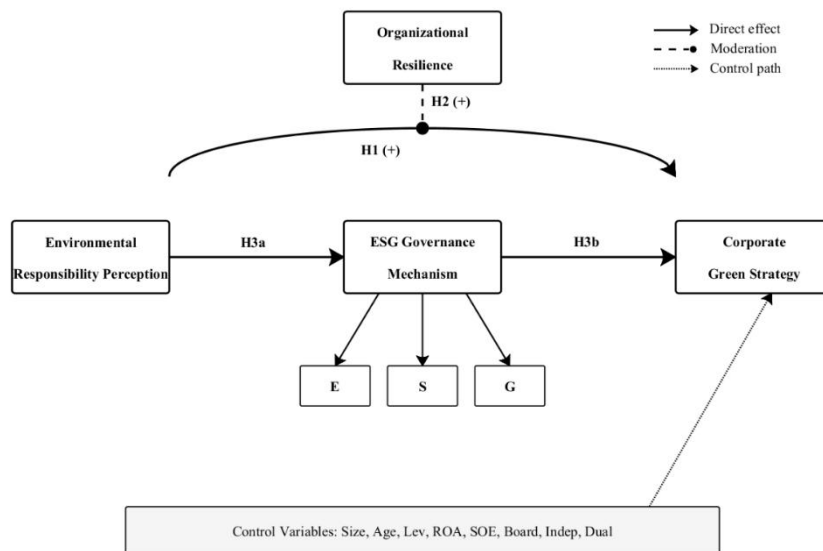 Organizational
Resilience
Direct effect
Moderation
Control path
H2 (+)
H1 (+)
Environmental
Responsibility Perception
H3a
ESG Governance
Mechanism
H3b
Corporate
Green Strategy
E
S
G
Control Variables: Size, Age, Lev, ROA, SOE, Board, Indep, Dual